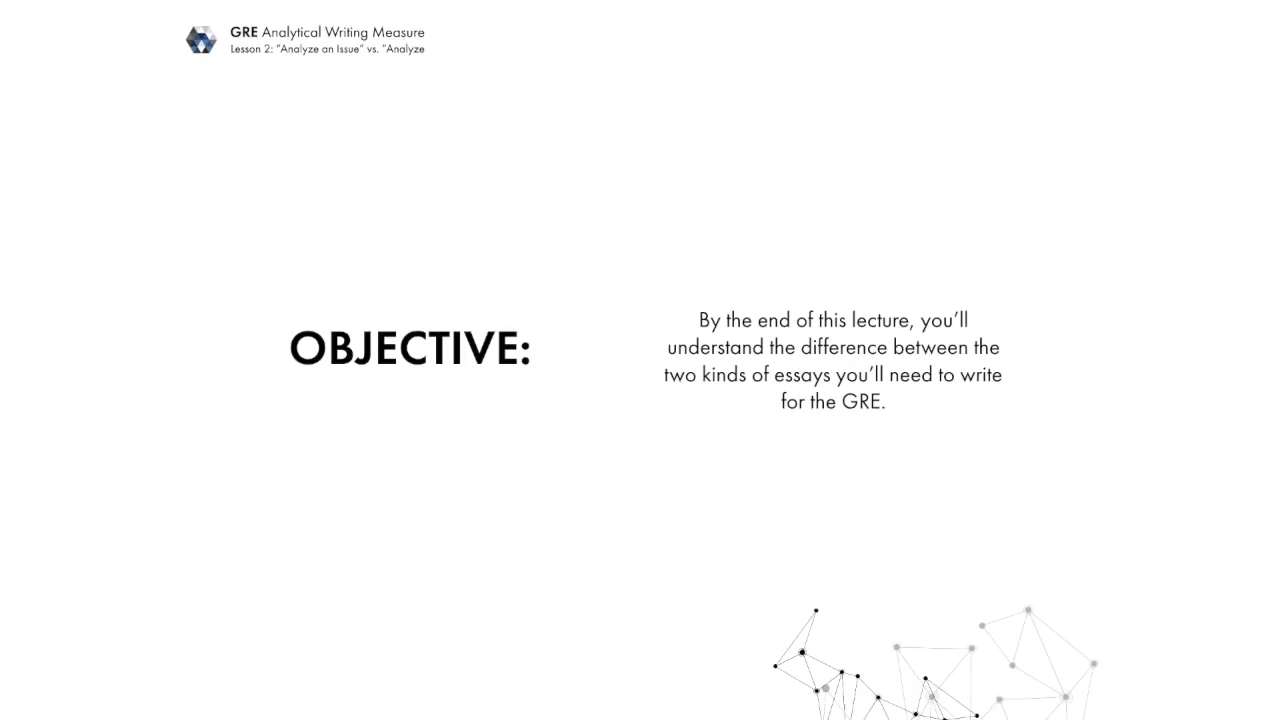 GRE Analytical Writing Measure
Lesson 2: "Analyze an Issue" vs. "Analyze
OBJECTIVE:
By the end of this lecture, you'll
understand the difference between the
two kinds of essays you'll need to write
for the GRE.